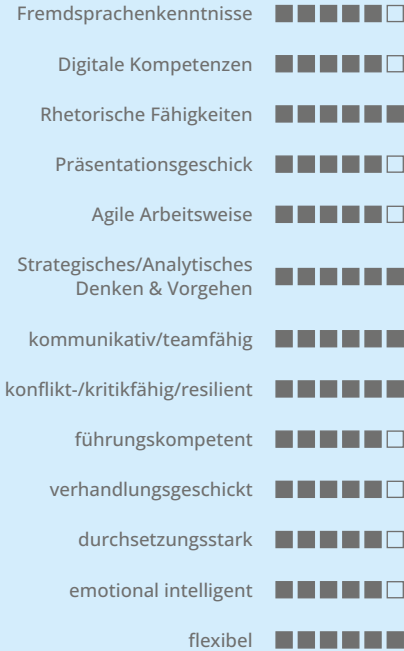 Fremdsprachenkenntnisse
Digitale Kompetenzen
Rhetorische Fähigkeiten
Präsentationsgeschick
Agile Arbeitsweise
Strategisches/Analytisches
Denken & Vorgehen
kommunikativ/teamfähig
konflikt-/kritikfähig/resilient
führungskompetent
verhandlungsgeschickt
durchsetzungsstark
emotional intelligent
flexibel